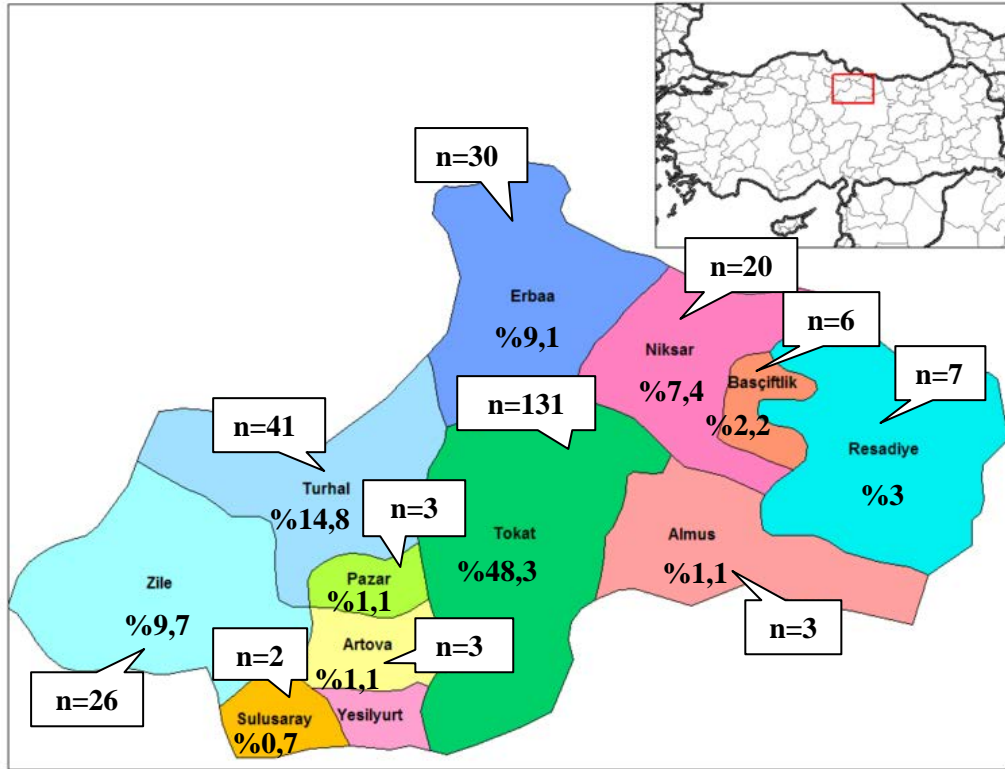 n=30
Erbaa
%9,1
n=20
Niksar
%7,4
n=6
Basçiftlik
%2,2
n=7
Resadiye
%3
n=131
Tokat
%48,3
n=41
Turhal
%14,8
n=3
Pazar
%1,1
Almus
%1,1
n=3
Zile
%9,7
n=26
Artova
%1,1
n=3
n=2
Sulusaray
%0,7
Yesilyurt